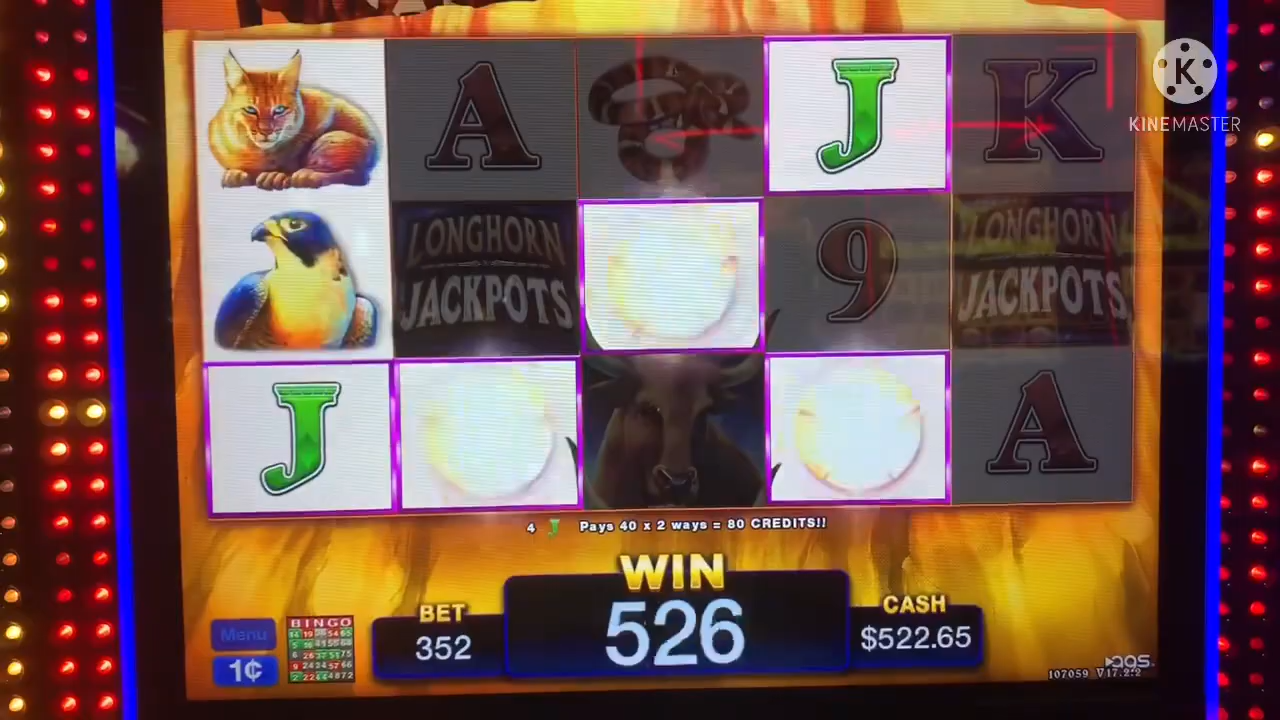 A
J
K
K
KINEMASTER
LONGHORN
JACKPOTS
9
LONGHORN
JACKPOTS
J
A
4 J Pays 40 x 2 ways = 80 CREDITS!!
WIN
526
BET
352
CASH
$522.65
Menu
1¢
BINGO
AGS
107059 V17.2.2